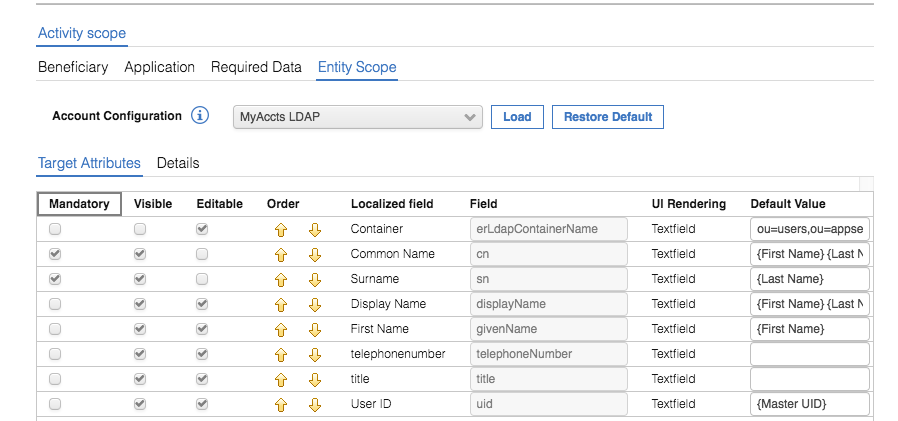 Activity scope
Beneficiary Application Required Data Entity Scope
Account Configuration i MyAccts LDAP Load Restore Default
Target Attributes Details
Mandatory Visible Editable Order Localized field Field UI Rendering Default Value
Container erLdapContainerName Textfield ou=users,ou=appse
Common Name cn Textfield {First Name} {Last N
Surname sn Textfield {Last Name}
Display Name displayName Textfield {First Name} {Last N
First Name givenName Textfield {First Name}
telephonenumber telephoneNumber Textfield
title title Textfield
User ID uid Textfield {Master UID}